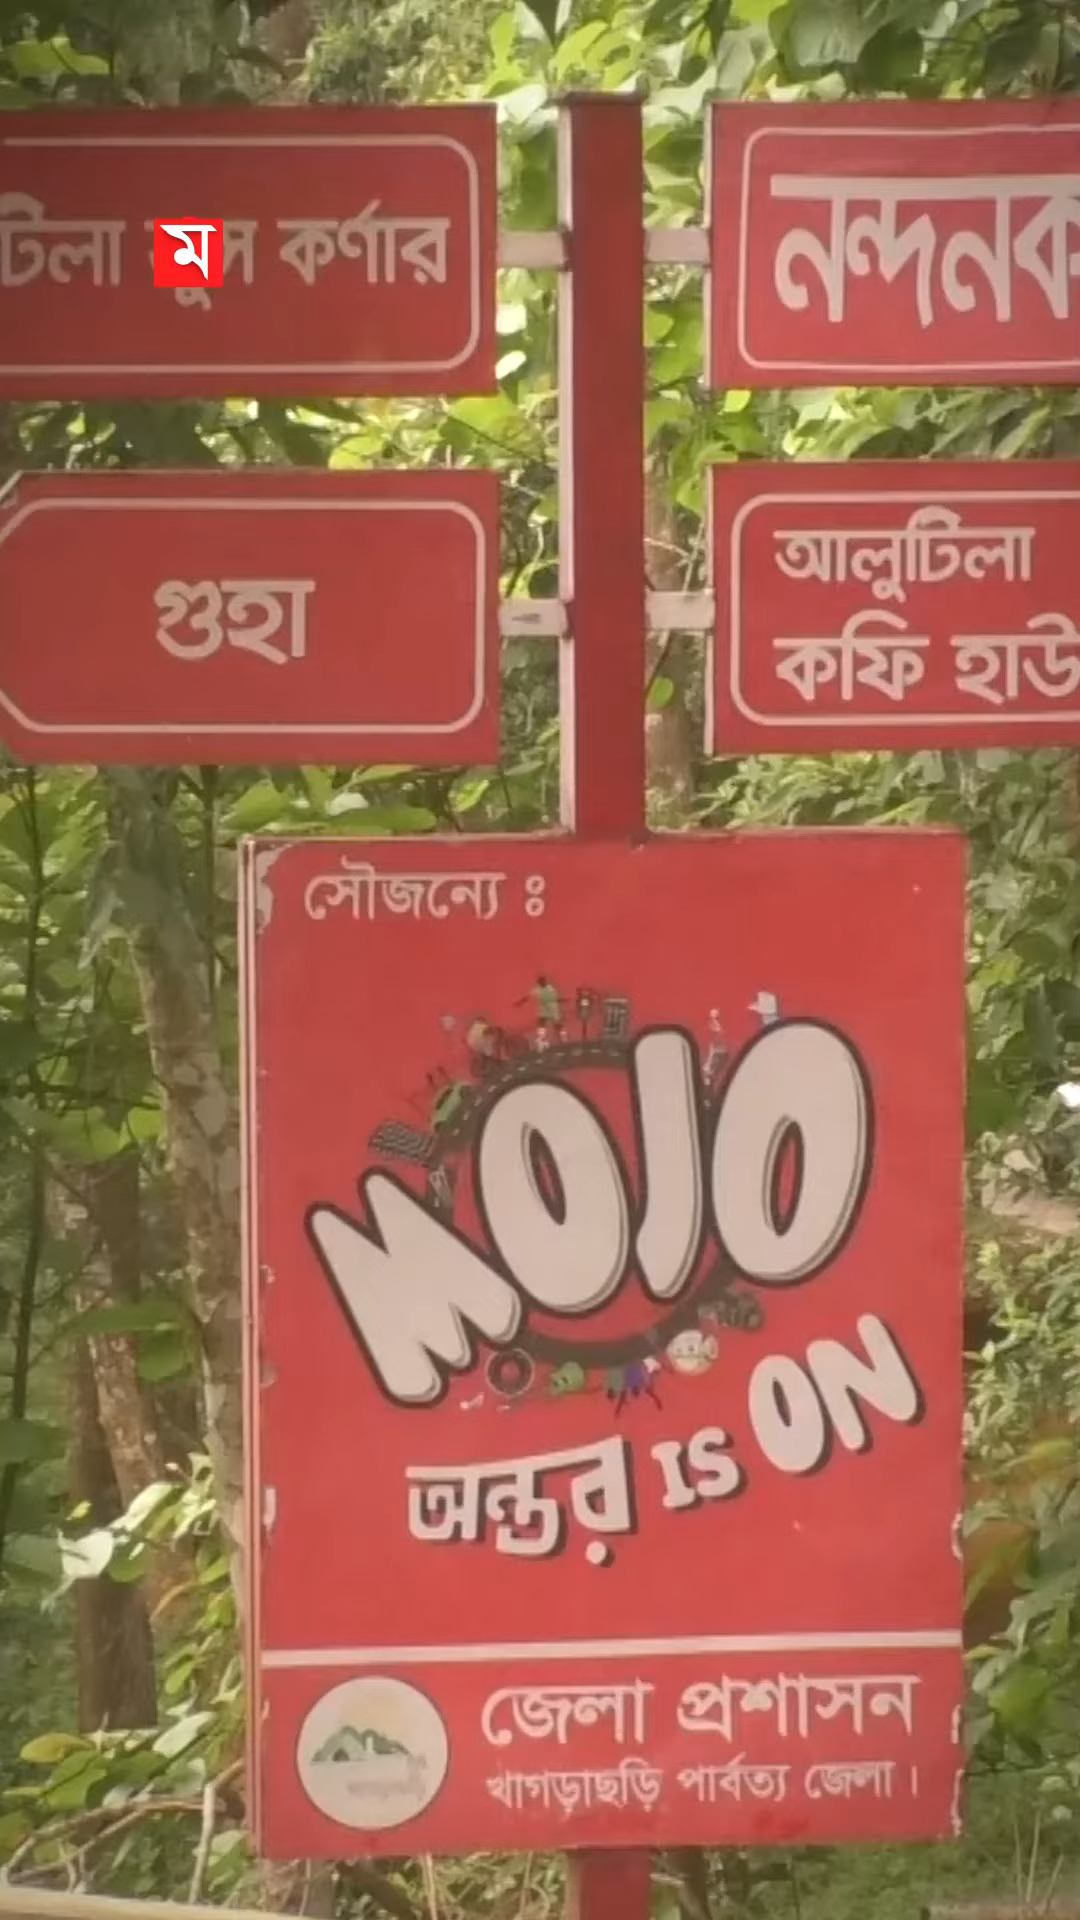 টিলা
ম
কর্ণার
নন্দনক
গুহা
আলুটিলা
কফি হাউ
সৌজন্যে ঃ
MOJO
অন্তর IS ON
জেলা প্রশাসন
খাগড়াছড়ি পার্বত্য জেলা।